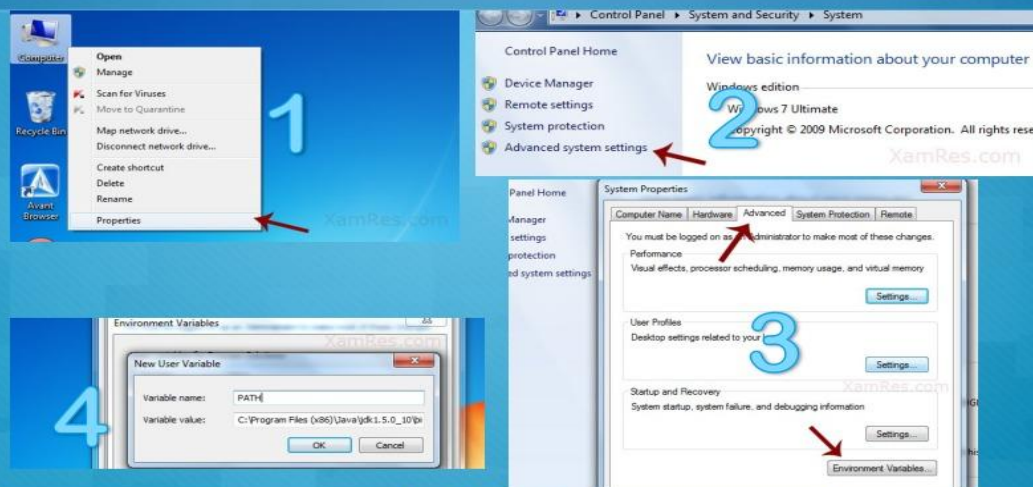 Computer
Recycle Bin
Avant
Browser
Open
Manage
Scan for Viruses
Move to Quarantine
Map network drive...
Disconnect network drive...
Create shortcut
Delete
Rename
Properties
1
XamRes.com
Control Panel
System and Security
System
Control Panel Home
Device Manager
Remote settings
System protection
Advanced system settings
View basic information about your computer
Windows edition
Windows 7 Ultimate
Copyright © 2009 Microsoft Corporation. All rights rese
2
XamRes.com
Panel Home
Manager
settings
protection
ed system settings
System Properties
Computer Name Hardware Advanced System Protection Remote
You must be logged on as an Administrator to make most of these changes.
Performance
Visual effects, processor scheduling, memory usage, and virtual memory
Settings...
User Profiles
Desktop settings related to your
Settings...
3
XamRes.com
Startup and Recovery
System startup, system failure, and debugging information
Settings...
Environment Variables...
4
Environment Variables
XamRes.com
New User Variable
Variable name: PATH
Variable value: C:\Program Files (x86)\Java\jdk1.5.0_10\bi
OK Cancel